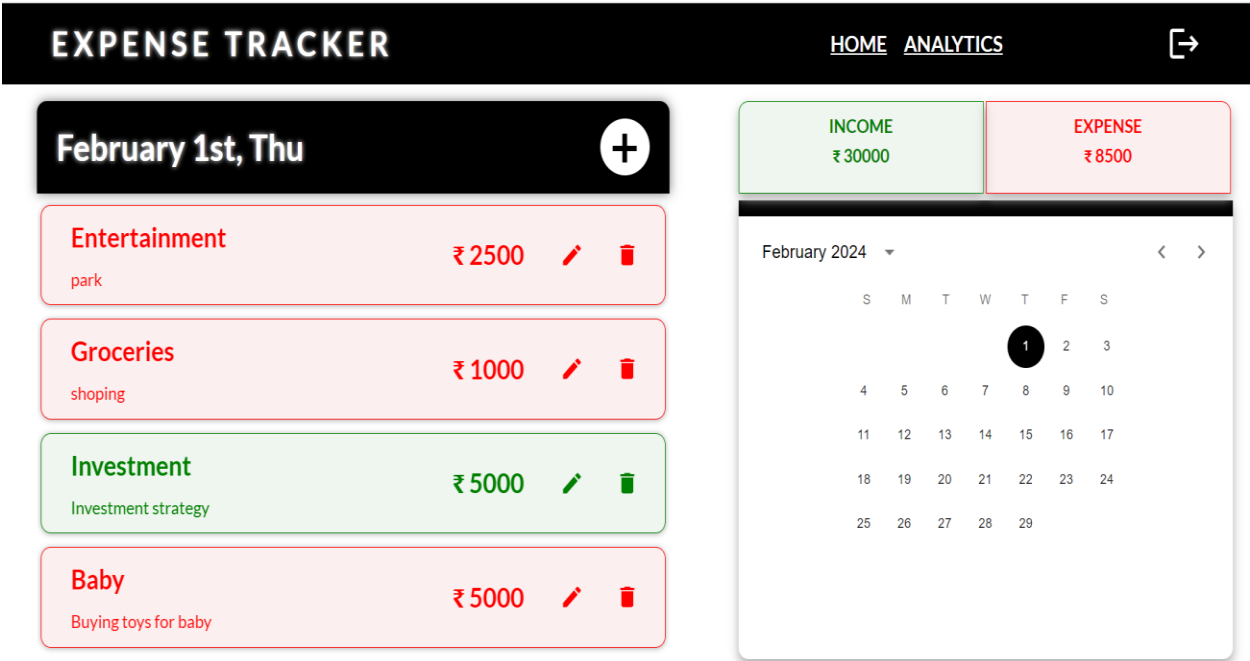 EXPENSE TRACKER
HOME ANALYTICS
February 1st, Thu
Entertainment
₹ 2500
park
Groceries
₹ 1000
shoping
Investment
₹ 5000
Investment strategy
Baby
₹ 5000
Buying toys for baby
INCOME
₹ 30000
EXPENSE
₹ 8500
February 2024
S M T W T F S
1 2 3
4 5 6 7 8 9 10
11 12 13 14 15 16 17
18 19 20 21 22 23 24
25 26 27 28 29